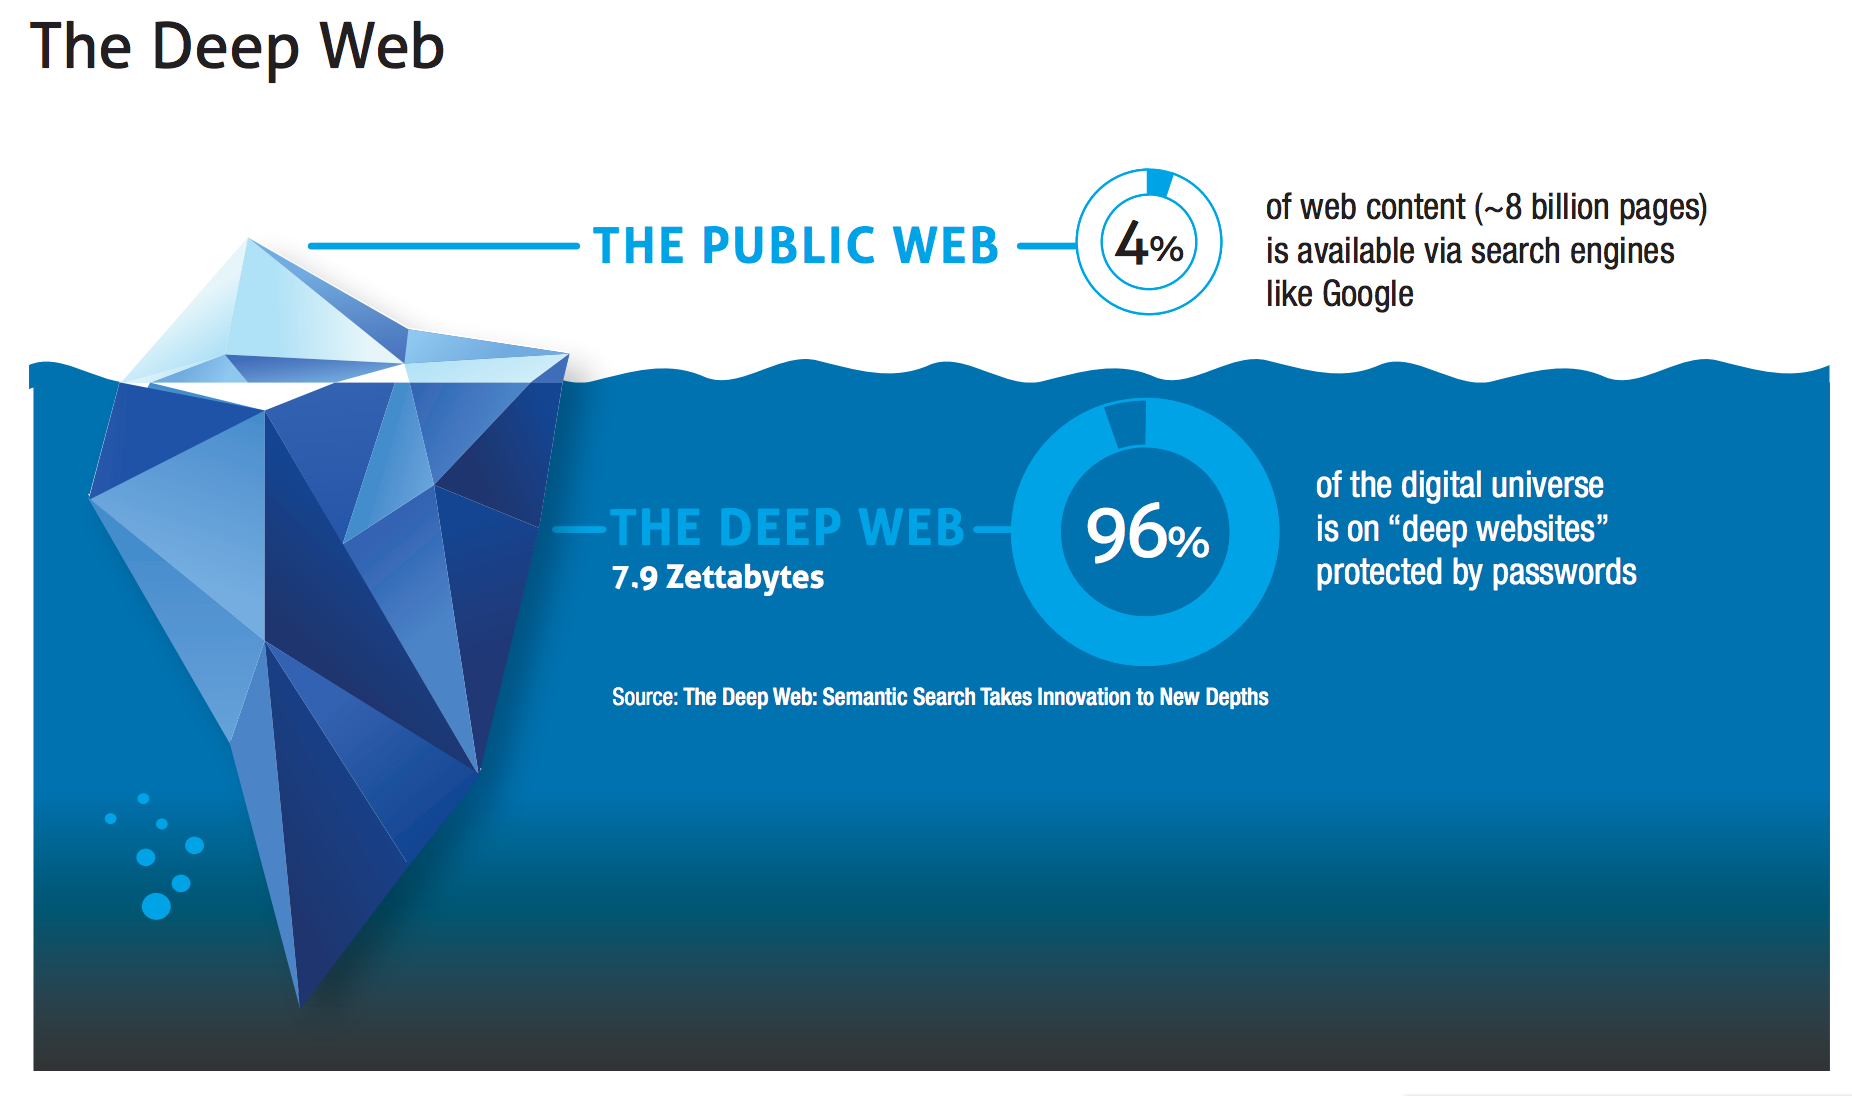 The Deep Web
THE PUBLIC WEB
4%
of web content (~8 billion pages)
is available via search engines
like Google
THE DEEP WEB
7.9 Zettabytes
96%
of the digital universe
is on “deep websites”
protected by passwords
Source: The Deep Web: Semantic Search Takes Innovation to New Depths